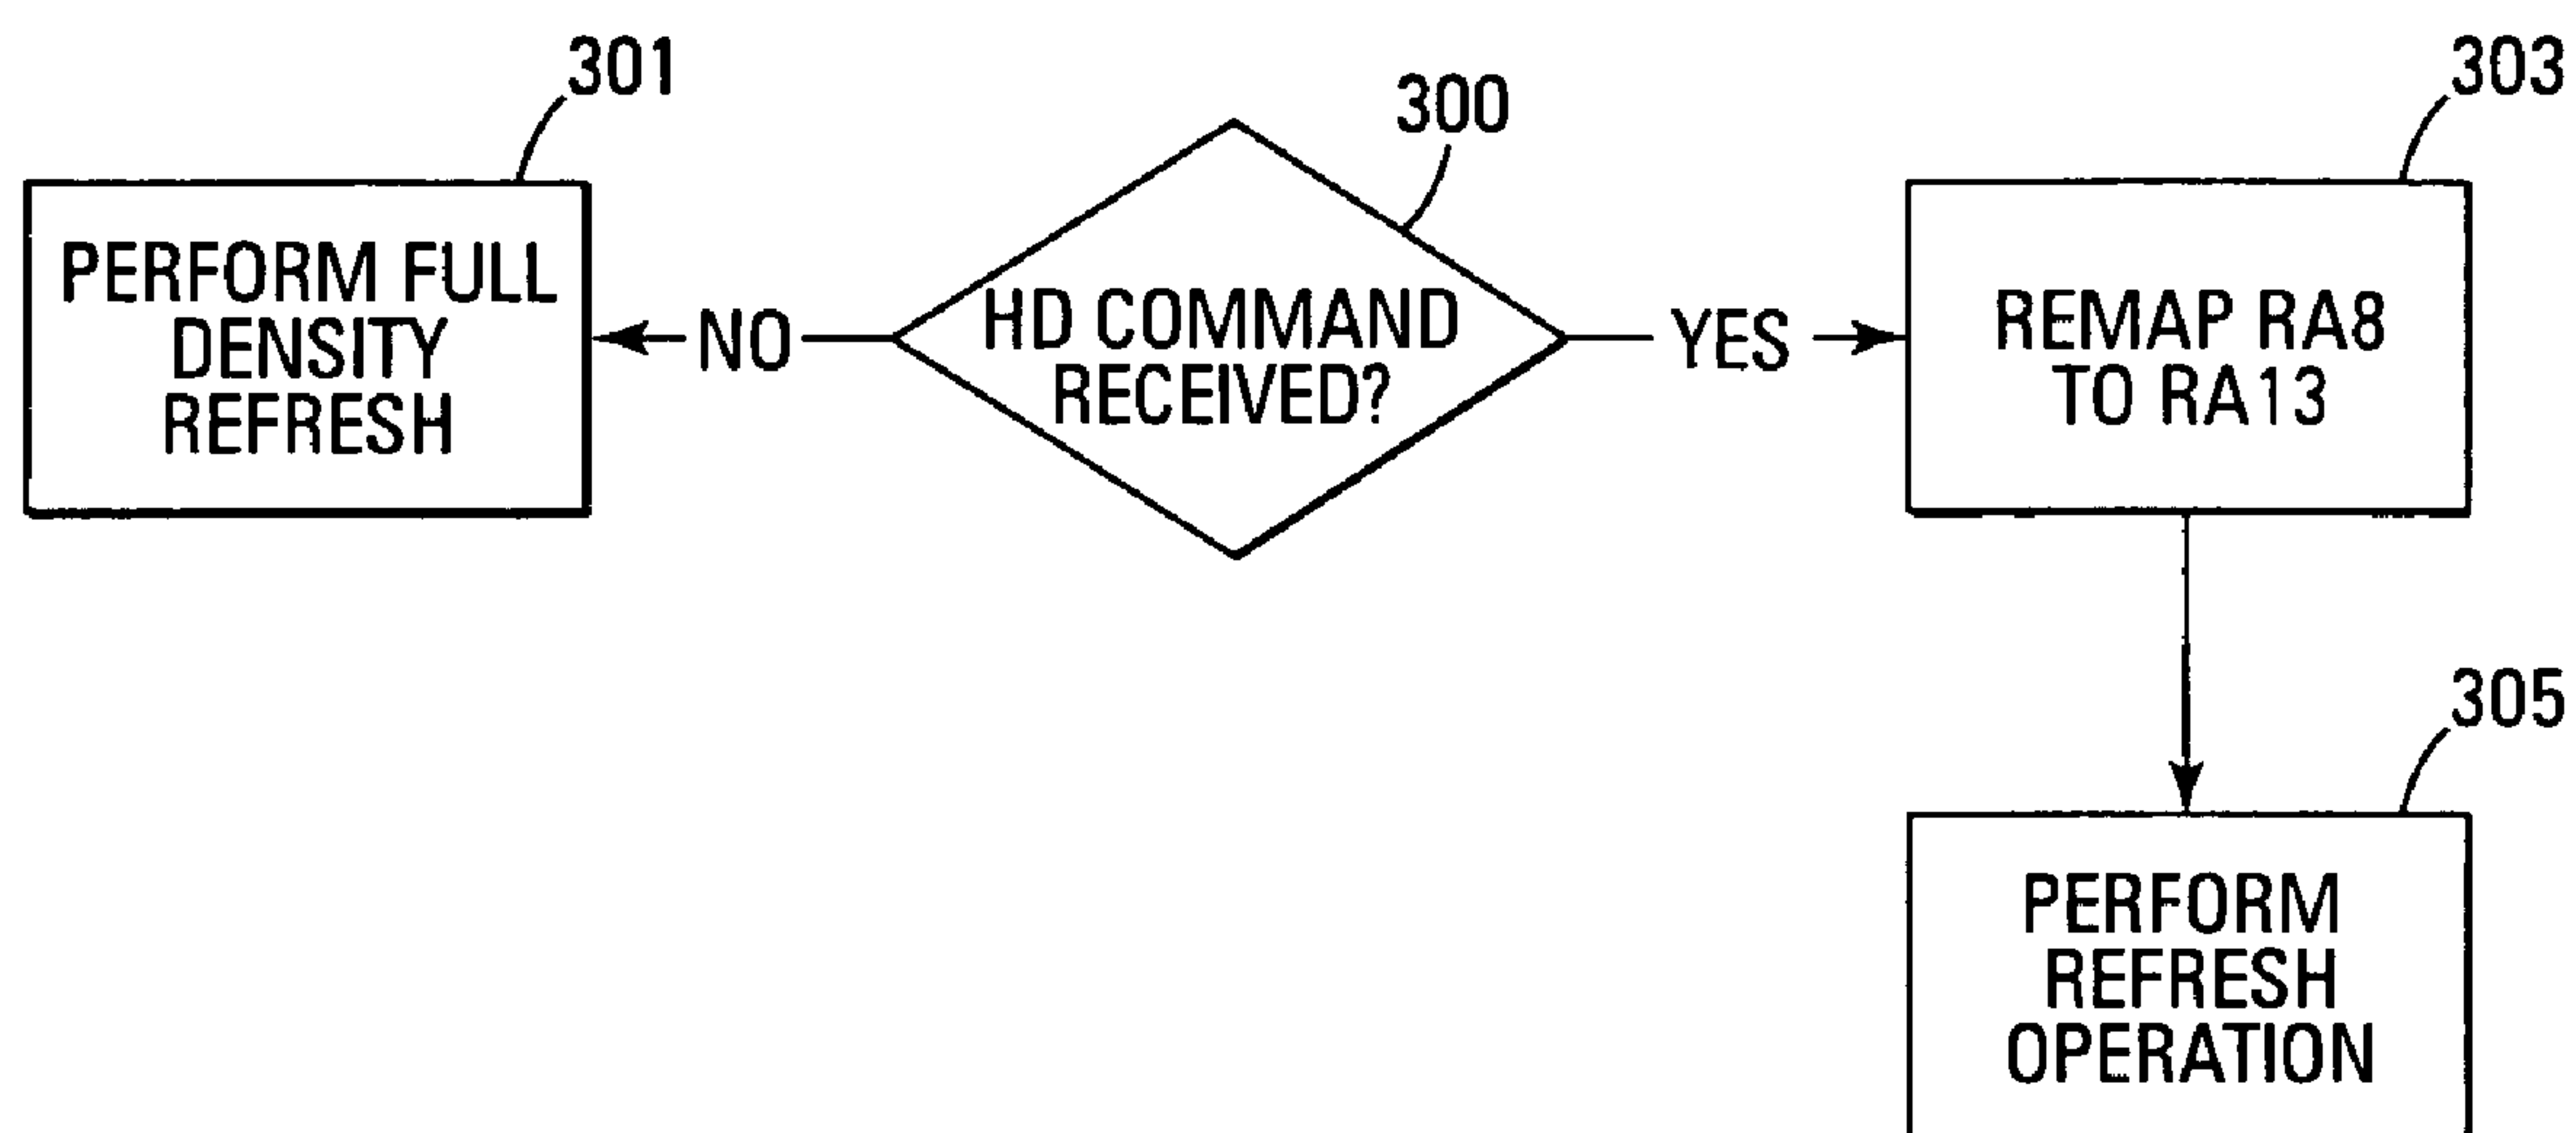 301
300
303
PERFORM FULL
DENSITY
REFRESH
NO
HD COMMAND
RECEIVED?
YES
REMAP RA8
TO RA13
305
PERFORM
REFRESH
OPERATION